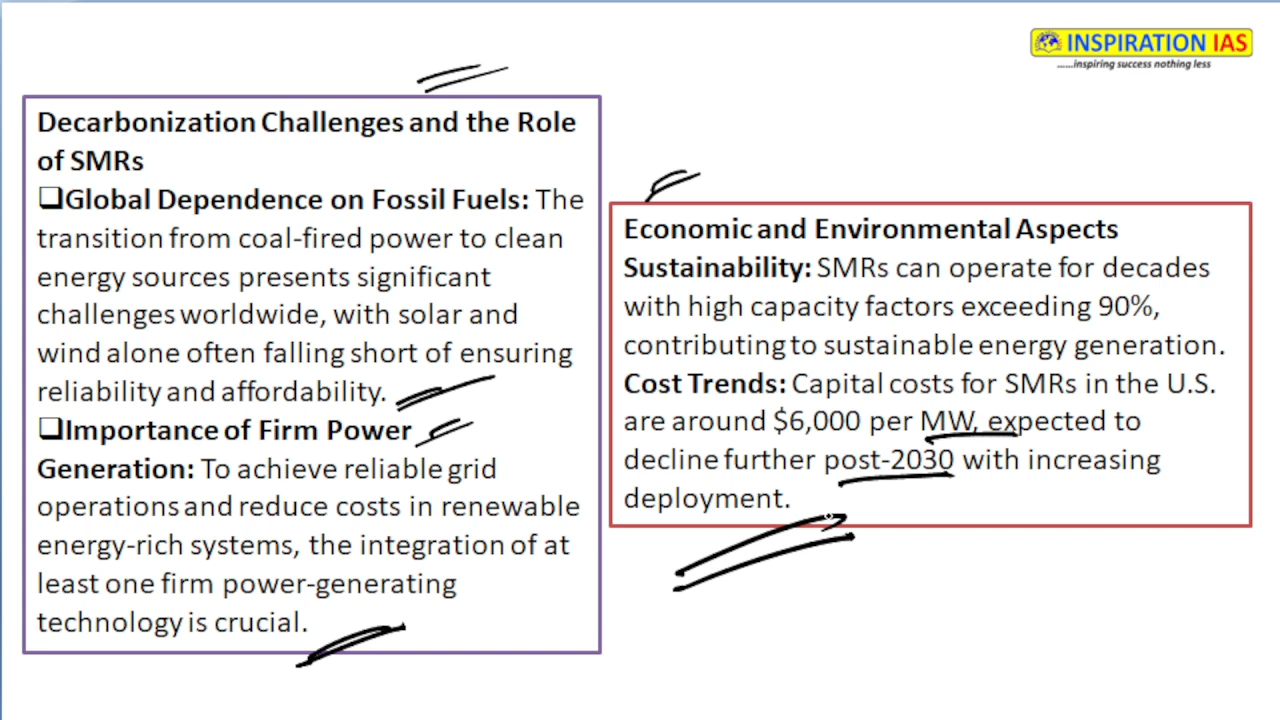 INSPIRATION IAS
......inspiring success nothing less
Decarbonization Challenges and the Role
of SMRs
❑Global Dependence on Fossil Fuels: The
transition from coal-fired power to clean
energy sources presents significant
challenges worldwide, with solar and
wind alone often falling short of ensuring
reliability and affordability.
❑Importance of Firm Power
Generation: To achieve reliable grid
operations and reduce costs in renewable
energy-rich systems, the integration of at
least one firm power-generating
technology is crucial.
Economic and Environmental Aspects
Sustainability: SMRs can operate for decades
with high capacity factors exceeding 90%,
contributing to sustainable energy generation.
Cost Trends: Capital costs for SMRs in the U.S.
are around $6,000 per MW, expected to
decline further post-2030 with increasing
deployment.